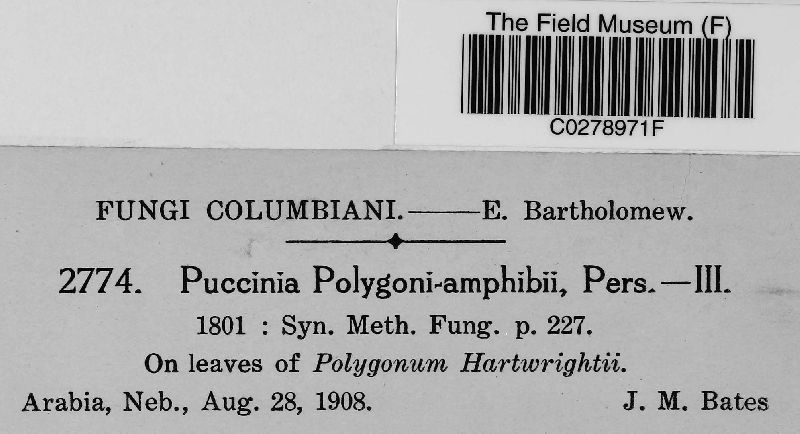 The Field Museum (F)
C0278971F
FUNGI COLUMBIANI.——E. Bartholomew.
2774. Puccinia Polygoni-amphibii, Pers.—III.
1801 : Syn. Meth. Fung. p. 227.
On leaves of Polygonum Hartwrightii.
Arabia, Neb., Aug. 28, 1908. J. M. Bates